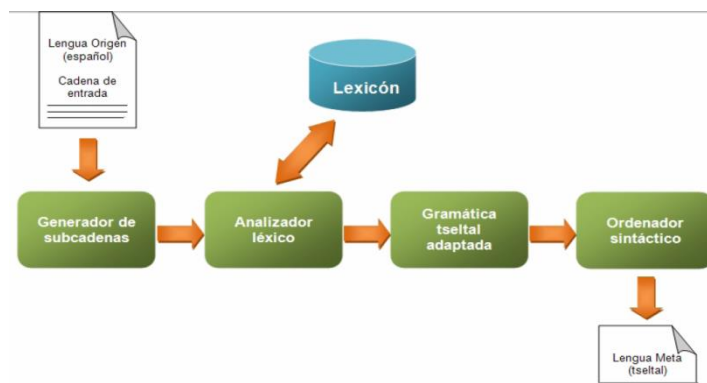 Lengua Origen
(español)
Cadena de
entrada
Lexicón
Generador de
subcadenas
Analizador
léxico
Gramática
tseltal
adaptada
Ordenador
sintáctico
Lengua Meta
(tseltal)